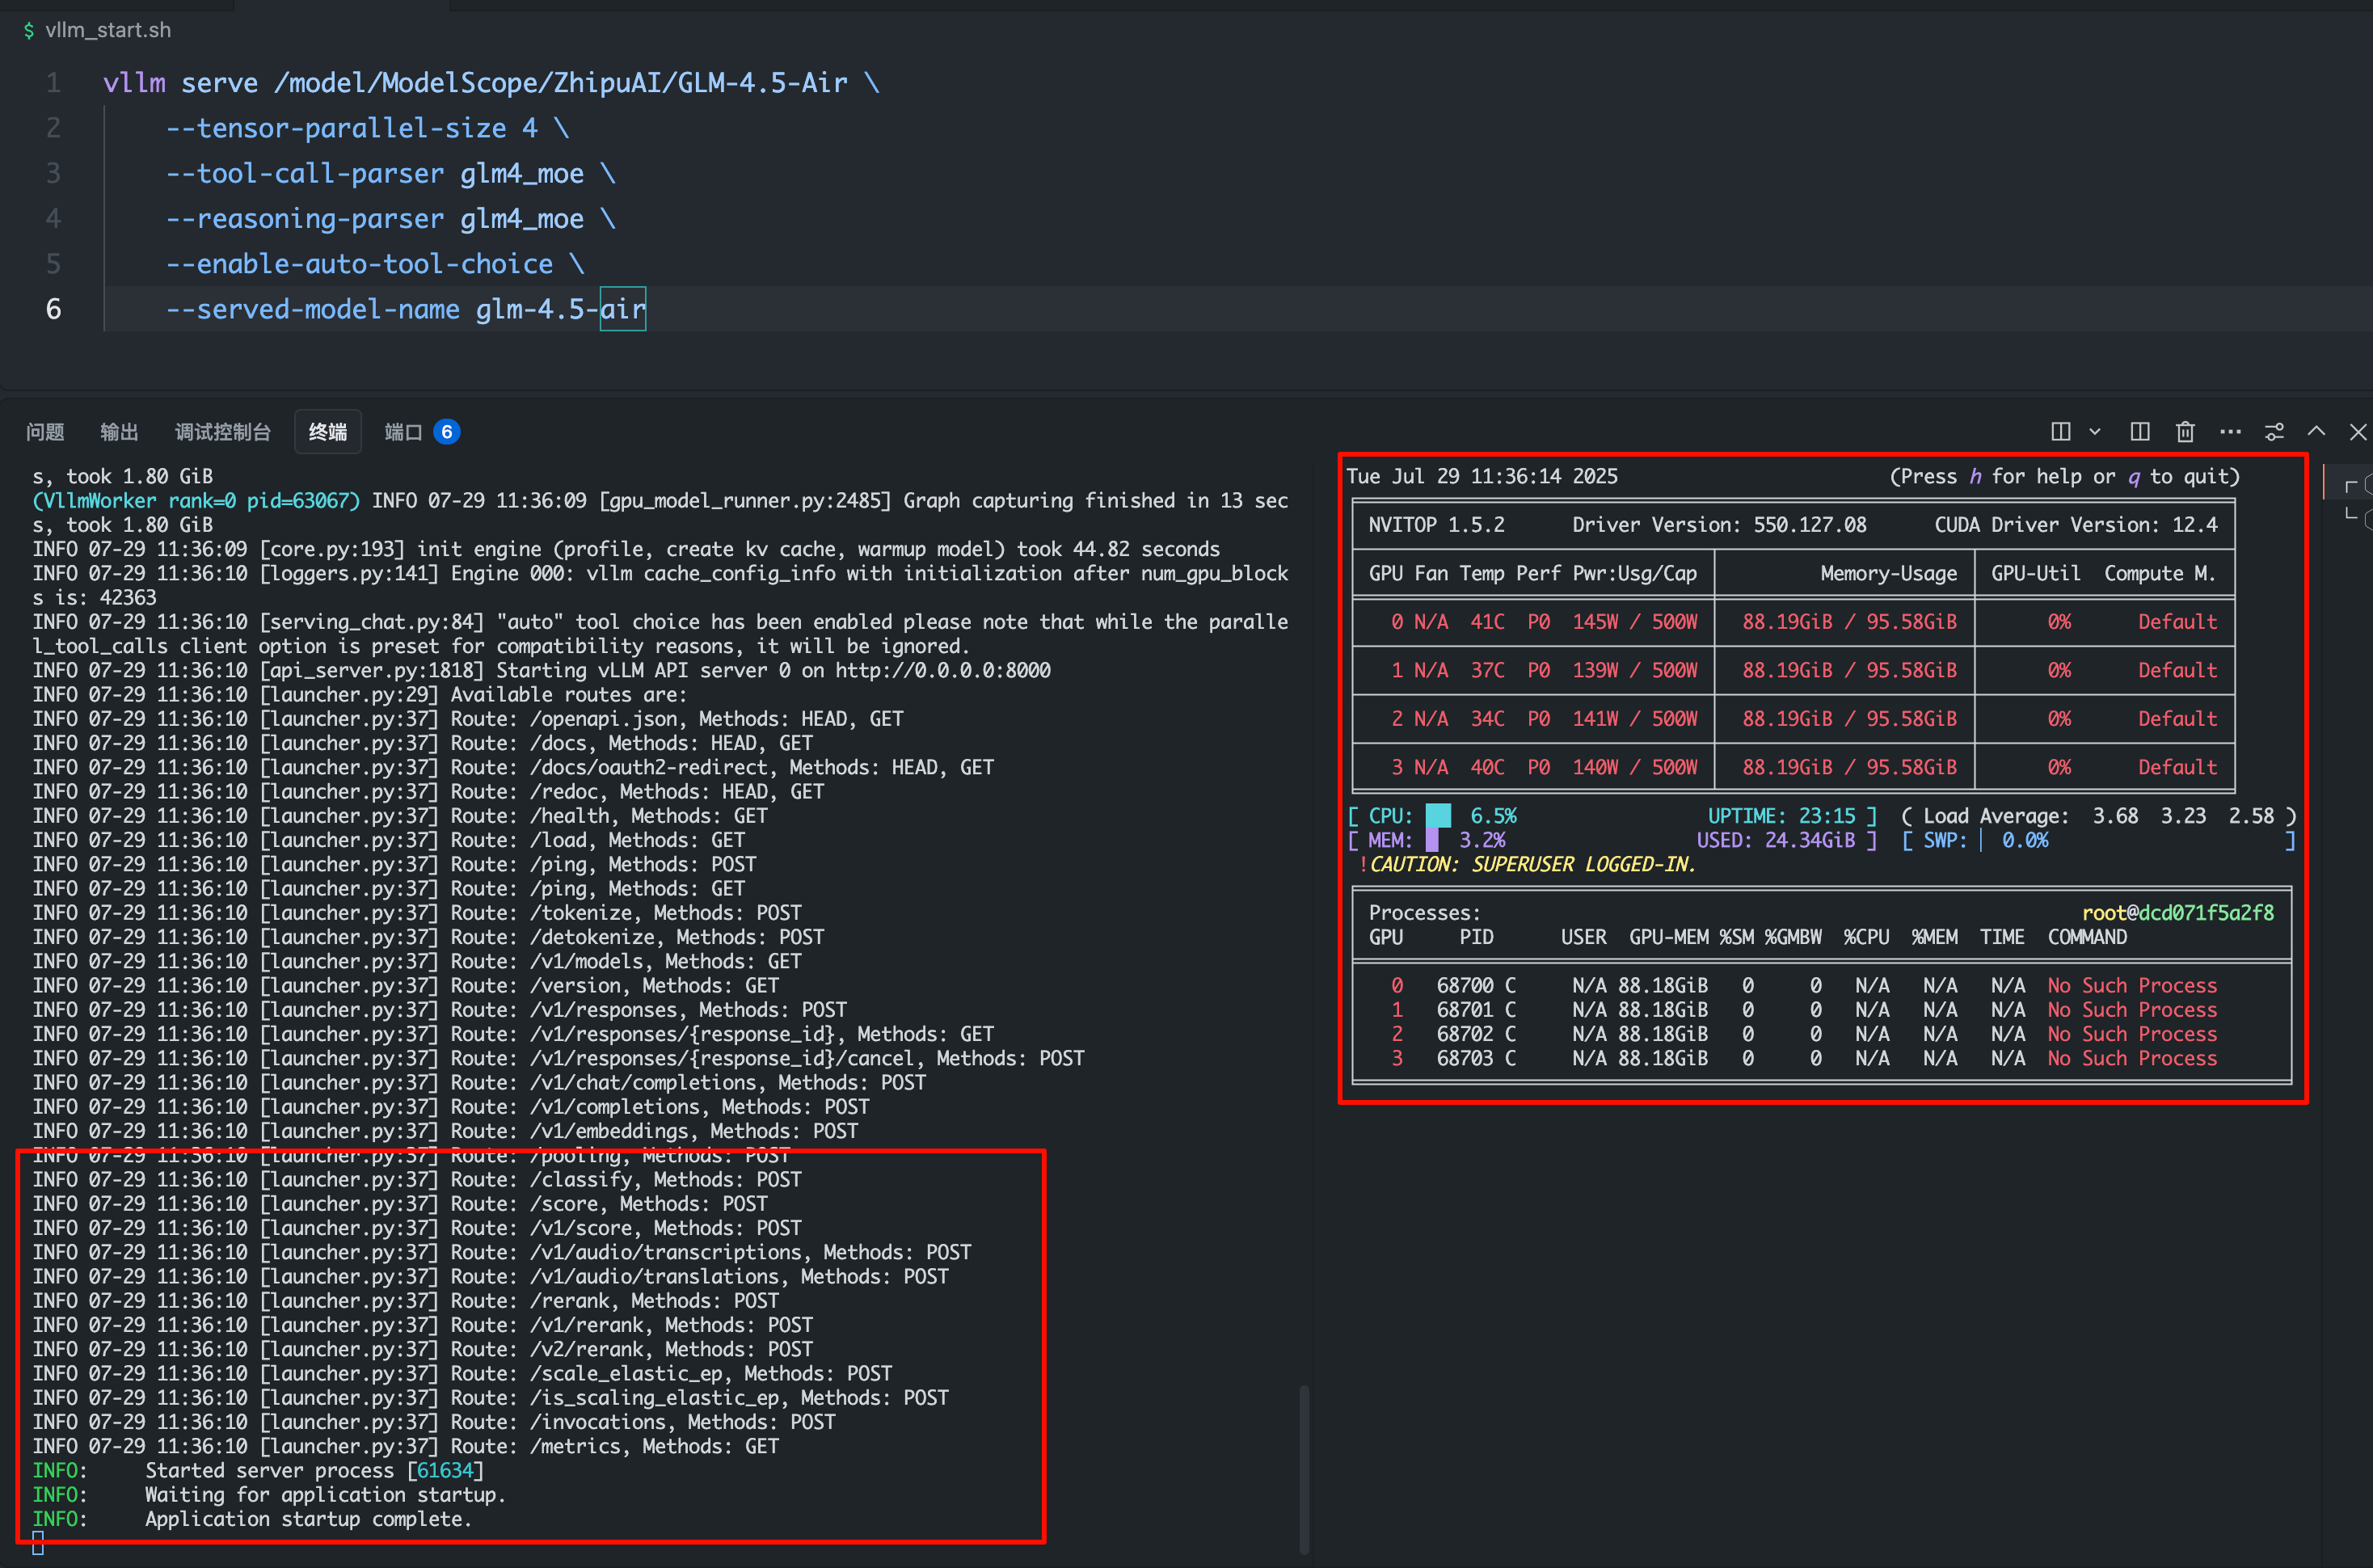 $ vllm_start.sh
1 vllm serve /model/ModelScope/ZhipuAI/GLM-4.5-Air \
2 --tensor-parallel-size 4 \
3 --tool-call-parser glm4_moe \
4 --reasoning-parser glm4_moe \
5 --enable-auto-tool-choice \
6 --served-model-name glm-4.5-air
问题 输出 调试控制台 终端 端口 6
s, took 1.80 GiB
(VllmWorker rank=0 pid=63067) INFO 07-29 11:36:09 [gpu_model_runner.py:2485] Graph capturing finished in 13 sec
s, took 1.80 GiB
INFO 07-29 11:36:09 [core.py:193] init engine (profile, create kv cache, warmup model) took 44.82 seconds
INFO 07-29 11:36:10 [loggers.py:141] Engine 000: vllm cache_config_info with initialization after num_gpu_block
s is: 42363
INFO 07-29 11:36:10 [serving_chat.py:84] "auto" tool choice has been enabled please note that while the paralle
l_tool_calls client option is preset for compatibility reasons, it will be ignored.
INFO 07-29 11:36:10 [api_server.py:1818] Starting vLLM API server 0 on http://0.0.0.0:8000
INFO 07-29 11:36:10 [launcher.py:29] Available routes are:
INFO 07-29 11:36:10 [launcher.py:37] Route: /openapi.json, Methods: HEAD, GET
INFO 07-29 11:36:10 [launcher.py:37] Route: /docs, Methods: HEAD, GET
INFO 07-29 11:36:10 [launcher.py:37] Route: /docs/oauth2-redirect, Methods: HEAD, GET
INFO 07-29 11:36:10 [launcher.py:37] Route: /redoc, Methods: HEAD, GET
INFO 07-29 11:36:10 [launcher.py:37] Route: /health, Methods: GET
INFO 07-29 11:36:10 [launcher.py:37] Route: /load, Methods: GET
INFO 07-29 11:36:10 [launcher.py:37] Route: /ping, Methods: POST
INFO 07-29 11:36:10 [launcher.py:37] Route: /ping, Methods: GET
INFO 07-29 11:36:10 [launcher.py:37] Route: /tokenize, Methods: POST
INFO 07-29 11:36:10 [launcher.py:37] Route: /detokenize, Methods: POST
INFO 07-29 11:36:10 [launcher.py:37] Route: /v1/models, Methods: GET
INFO 07-29 11:36:10 [launcher.py:37] Route: /version, Methods: GET
INFO 07-29 11:36:10 [launcher.py:37] Route: /v1/responses, Methods: POST
INFO 07-29 11:36:10 [launcher.py:37] Route: /v1/responses/{response_id}, Methods: GET
INFO 07-29 11:36:10 [launcher.py:37] Route: /v1/responses/{response_id}/cancel, Methods: POST
INFO 07-29 11:36:10 [launcher.py:37] Route: /v1/chat/completions, Methods: POST
INFO 07-29 11:36:10 [launcher.py:37] Route: /v1/completions, Methods: POST
INFO 07-29 11:36:10 [launcher.py:37] Route: /v1/embeddings, Methods: POST
INFO 07-29 11:36:10 [launcher.py:37] Route: /pooling, Methods: POST
INFO 07-29 11:36:10 [launcher.py:37] Route: /classify, Methods: POST
INFO 07-29 11:36:10 [launcher.py:37] Route: /score, Methods: POST
INFO 07-29 11:36:10 [launcher.py:37] Route: /v1/score, Methods: POST
INFO 07-29 11:36:10 [launcher.py:37] Route: /v1/audio/transcriptions, Methods: POST
INFO 07-29 11:36:10 [launcher.py:37] Route: /v1/audio/translations, Methods: POST
INFO 07-29 11:36:10 [launcher.py:37] Route: /rerank, Methods: POST
INFO 07-29 11:36:10 [launcher.py:37] Route: /v1/rerank, Methods: POST
INFO 07-29 11:36:10 [launcher.py:37] Route: /v2/rerank, Methods: POST
INFO 07-29 11:36:10 [launcher.py:37] Route: /scale_elastic_ep, Methods: POST
INFO 07-29 11:36:10 [launcher.py:37] Route: /is_scaling_elastic_ep, Methods: POST
INFO 07-29 11:36:10 [launcher.py:37] Route: /invocations, Methods: POST
INFO 07-29 11:36:10 [launcher.py:37] Route: /metrics, Methods: GET
INFO: Started server process [61634]
INFO: Waiting for application startup.
INFO: Application startup complete.
Tue Jul 29 11:36:14 2025 (Press h for help or q to quit)
NVITOP 1.5.2 Driver Version: 550.127.08 CUDA Driver Version: 12.4
GPU Fan Temp Perf Pwr:Usg/Cap Memory-Usage GPU-Util Compute M.
0 N/A 41C P0 145W / 500W 88.19GiB / 95.58GiB 0% Default
1 N/A 37C P0 139W / 500W 88.19GiB / 95.58GiB 0% Default
2 N/A 34C P0 141W / 500W 88.19GiB / 95.58GiB 0% Default
3 N/A 40C P0 140W / 500W 88.19GiB / 95.58GiB 0% Default
[ CPU: 6.5% UPTIME: 23:15 ] ( Load Average: 3.68 3.23 2.58 )
[ MEM: 3.2% USED: 24.34GiB ] [ SWP: 0.0% ]
!CAUTION: SUPERUSER LOGGED-IN.
Processes: root@dcd071f5a2f8
GPU PID USER GPU-MEM %SM %GMBW %CPU %MEM TIME COMMAND
0 68700 C N/A 88.18GiB 0 0 N/A N/A N/A No Such Process
1 68701 C N/A 88.18GiB 0 0 N/A N/A N/A No Such Process
2 68702 C N/A 88.18GiB 0 0 N/A N/A N/A No Such Process
3 68703 C N/A 88.18GiB 0 0 N/A N/A N/A No Such Process